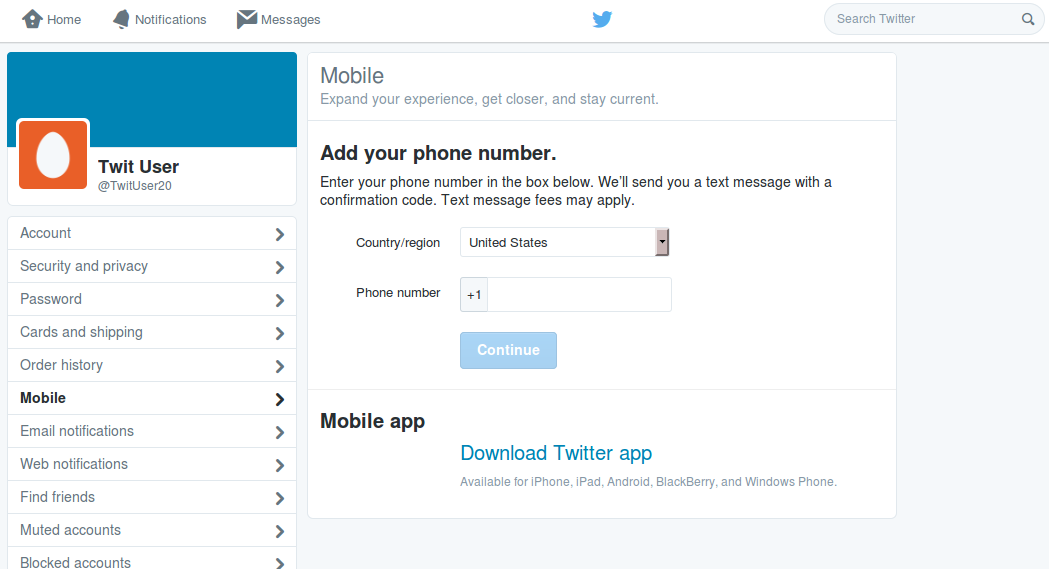 Home Notifications Messages Search Twitter
Twit User
@TwitUser20
Account
Security and privacy
Password
Cards and shipping
Order history
Mobile
Email notifications
Web notifications
Find friends
Muted accounts
Blocked accounts
Mobile
Expand your experience, get closer, and stay current.
Add your phone number.
Enter your phone number in the box below. We’ll send you a text message with a
confirmation code. Text message fees may apply.
Country/region United States
Phone number +1
Continue
Mobile app
Download Twitter app
Available for iPhone, iPad, Android, BlackBerry, and Windows Phone.